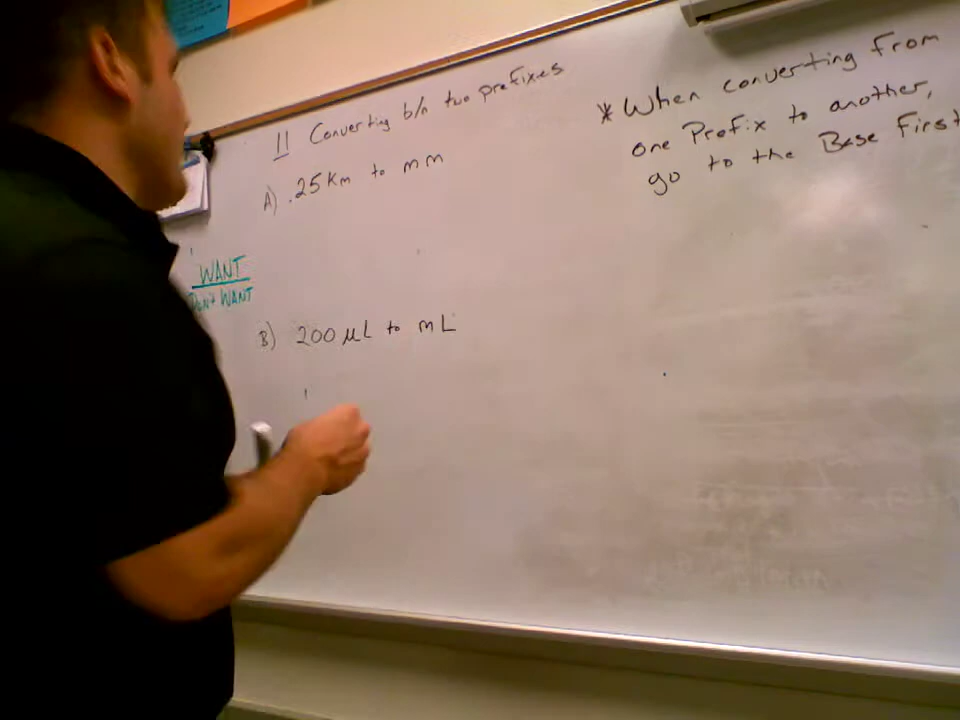 II Converting b/n two prefixes
A) .25 Km to mm
WANT
Don't WANT
B) 200 µL to mL
* When converting from
one Prefix to another,
go to the Base First